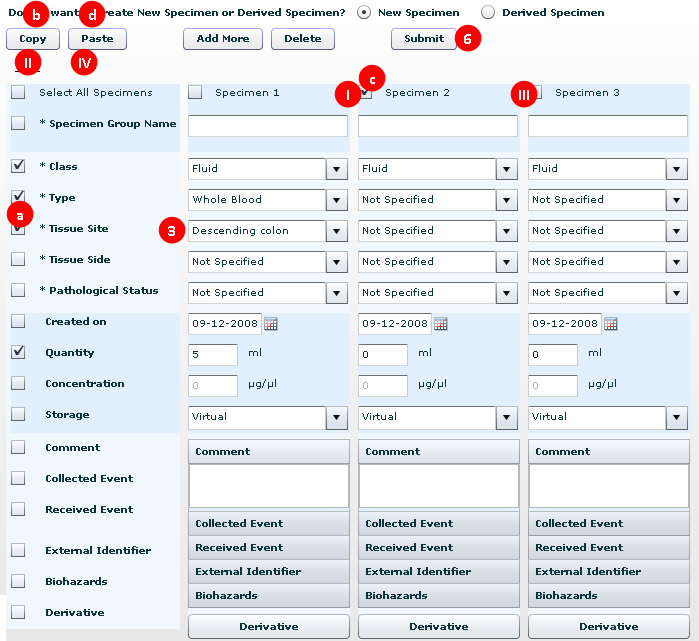 Do want Create New Specimen or Derived Specimen? New Specimen Derived Specimen
b d
Copy Paste Add More Delete Submit 6
II IV
c
Select All Specimens Specimen 1 I Specimen 2 III Specimen 3
* Specimen Group Name
* Class Fluid Fluid Fluid
* Type Whole Blood Not Specified Not Specified
a
* Tissue Site 3 Descending colon Not Specified Not Specified
* Tissue Side Not Specified Not Specified Not Specified
* Pathological Status Not Specified Not Specified Not Specified
Created on 09-12-2008 09-12-2008 09-12-2008
Quantity 5 ml 0 ml 0 ml
Concentration 0 µg/µl 0 µg/µl 0 µg/µl
Storage Virtual Virtual Virtual
Comment Comment Comment Comment
Collected Event
Received Event
Collected Event Collected Event Collected Event
Received Event Received Event Received Event
External Identifier
External Identifier External Identifier External Identifier
Biohazards
Biohazards Biohazards Biohazards
Derivative
Derivative Derivative Derivative